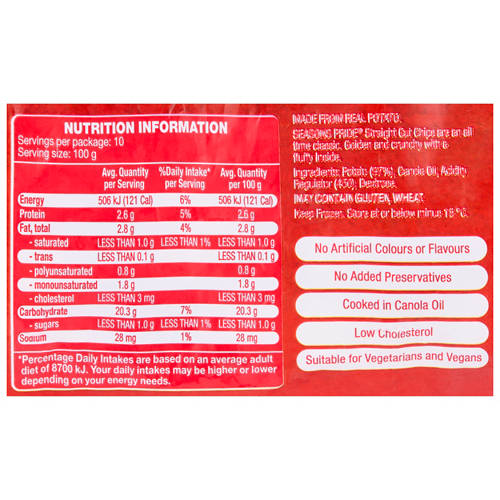 NUTRITION INFORMATION
Servings per package: 10
Serving size: 100 g
Avg. Quantity per Serving %Daily Intake* per Serving Avg. Quantity per 100 g
Energy 506 kJ (121 Cal) 6% 506 kJ (121 Cal)
Protein 2.6 g 5% 2.6 g
Fat, total 2.8 g 4% 2.8 g
- saturated LESS THAN 1.0 g LESS THAN 1% LESS THAN 1.0 g
- trans LESS THAN 0.1 g LESS THAN 0.1 g
- polyunsaturated 0.8 g 0.8 g
- monounsaturated 1.8 g 1.8 g
- cholesterol LESS THAN 3 mg LESS THAN 3 mg
Carbohydrate 20.3 g 7% 20.3 g
- sugars LESS THAN 1.0 g LESS THAN 1% LESS THAN 1.0 g
Sodium 28 mg 1% 28 mg
*Percentage Daily Intakes are based on an average adult
diet of 8700 kJ. Your daily intakes may be higher or lower
depending on your energy needs.
MADE FROM REAL POTATO.
SEASONS PRIDE® Straight Cut Chips are an all
time classic. Golden and crunchy with a
fluffy inside.
Ingredients: Potato (97%), Canola Oil, Acidity
Regulator (450), Dextrose.
MAY CONTAIN GLUTEN, WHEAT.
Keep Frozen. Store at or below minus 18 °C.
No Artificial Colours or Flavours
No Added Preservatives
Cooked in Canola Oil
Low Cholesterol
Suitable for Vegetarians and Vegans